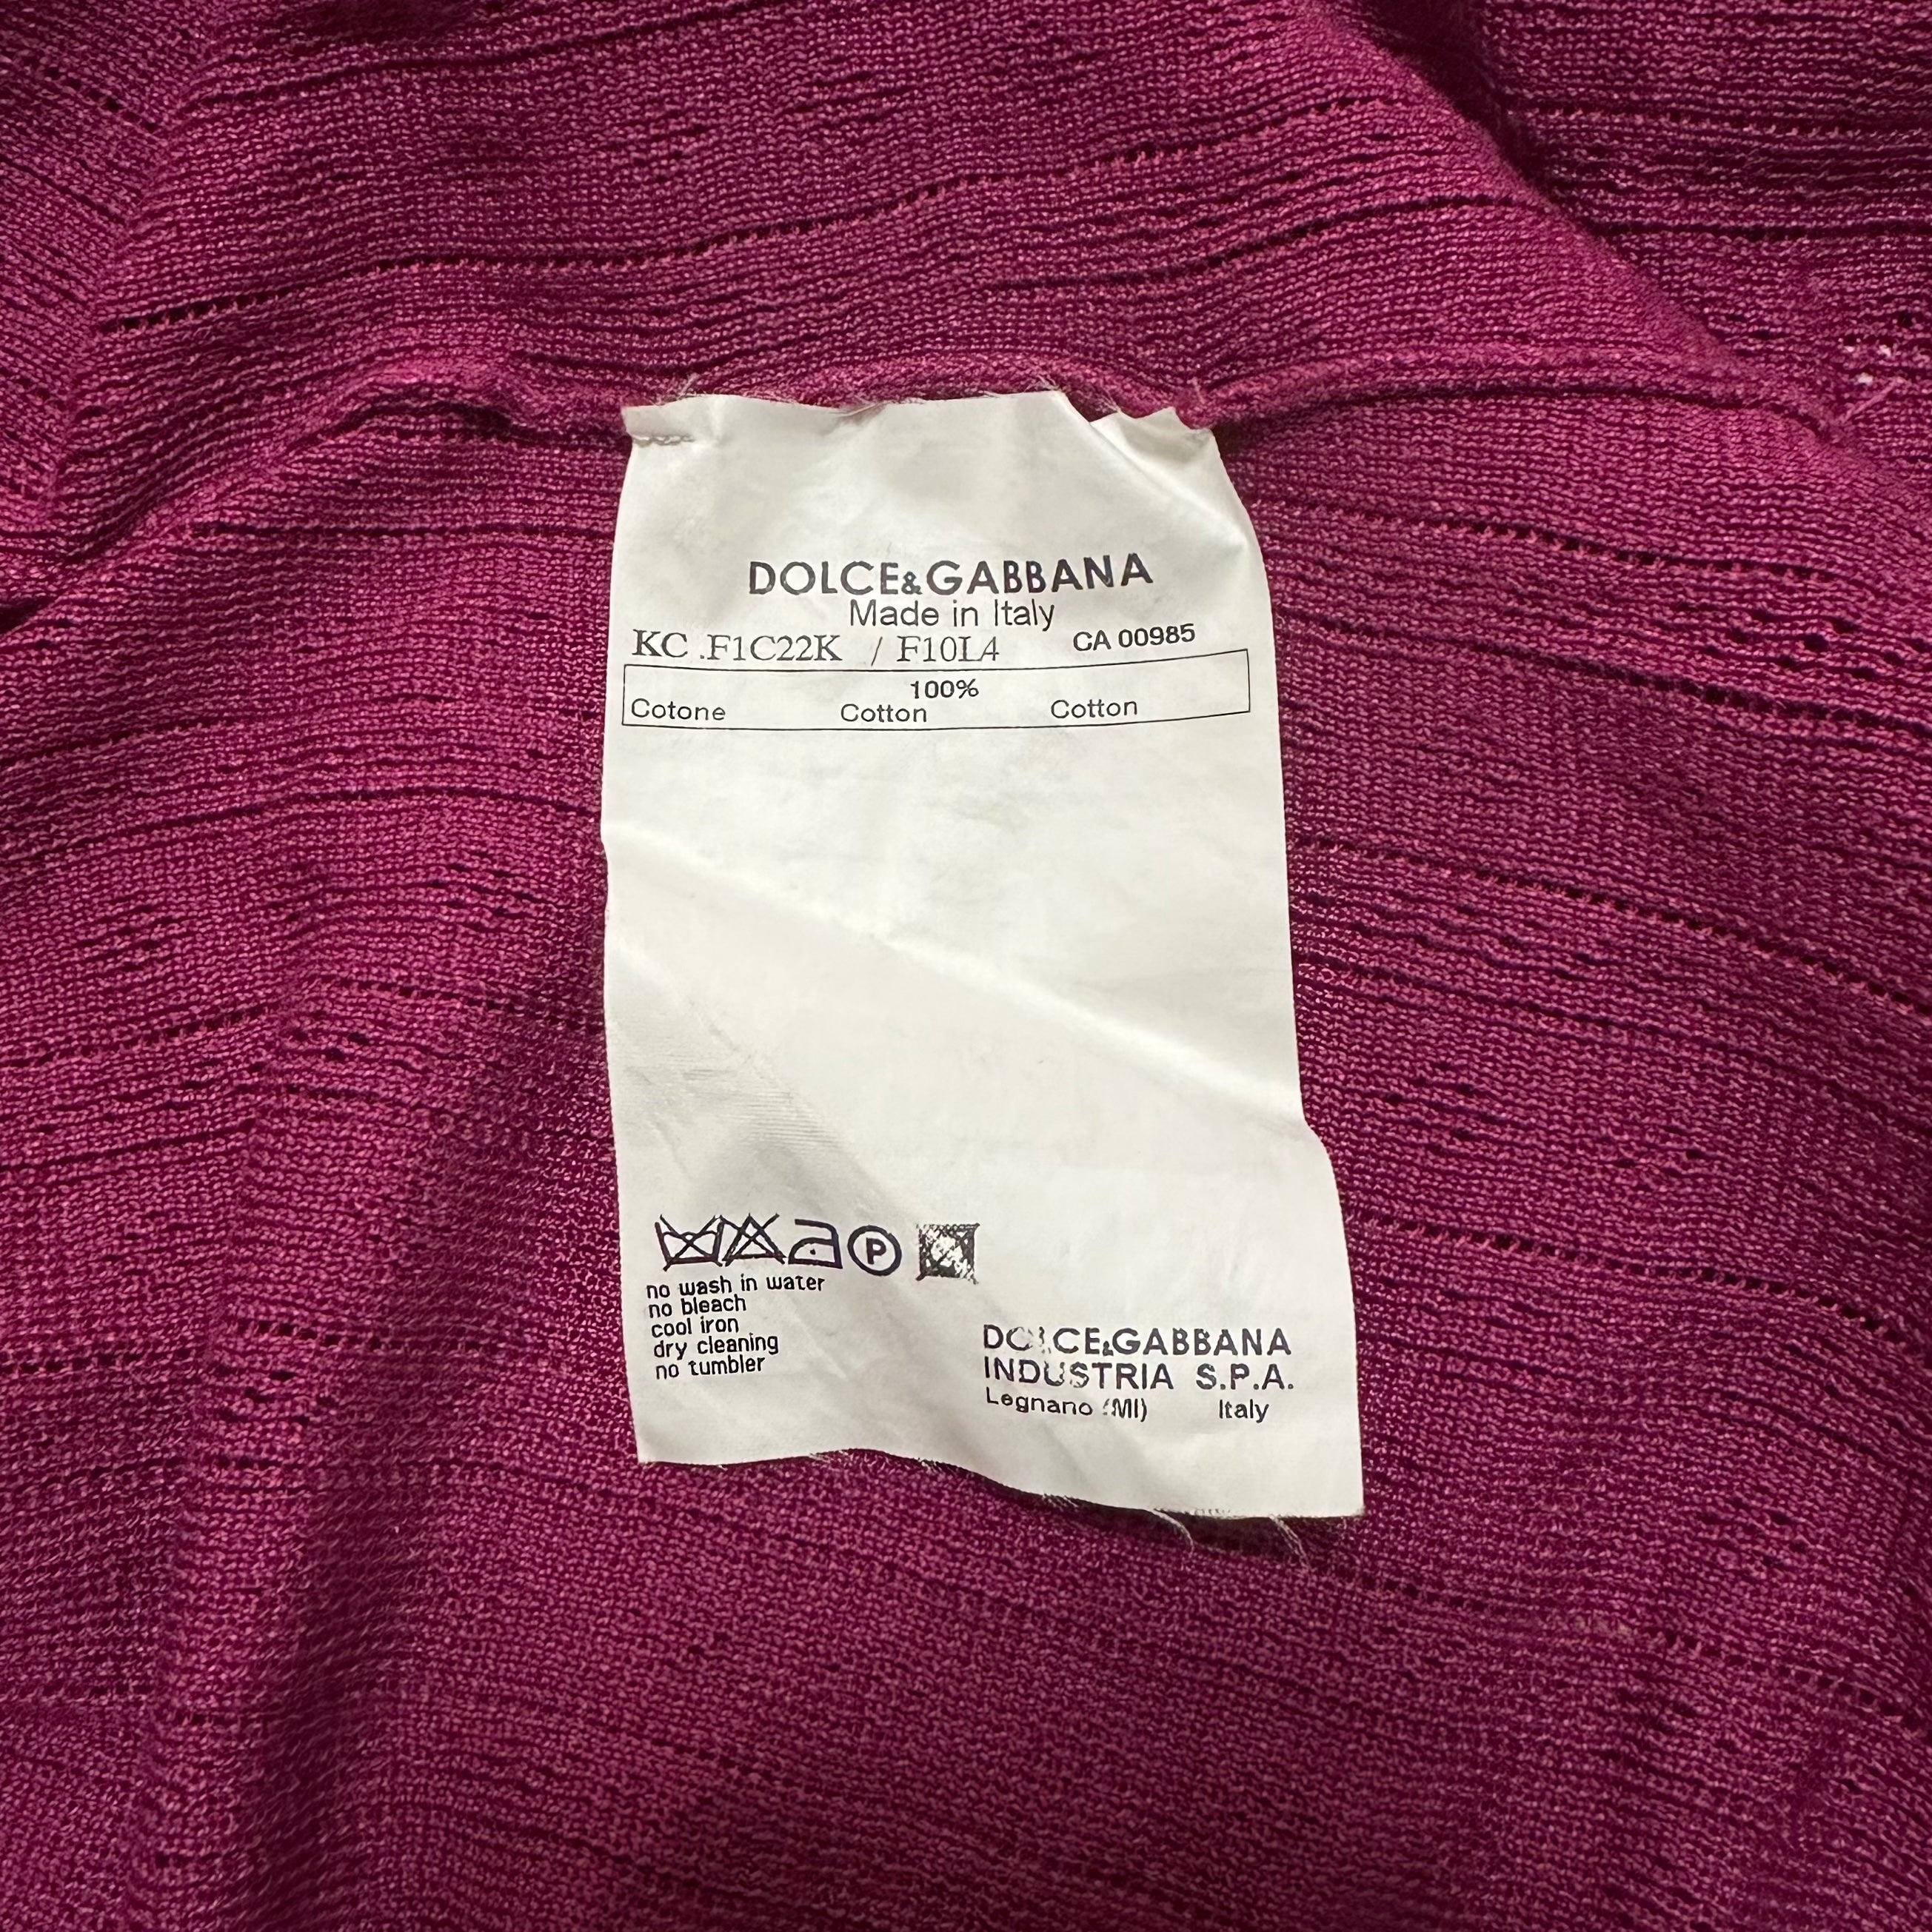 DOLCE&GABBANA
Made in Italy
KC .F1C22K / F10L4 CA 00985
100%
Cotone Cotton Cotton
P
no wash in water
no bleach
cool iron
dry cleaning
no tumbler
DOLCE&GABBANA
INDUSTRIA S.P.A.
Legnano (MI) Italy